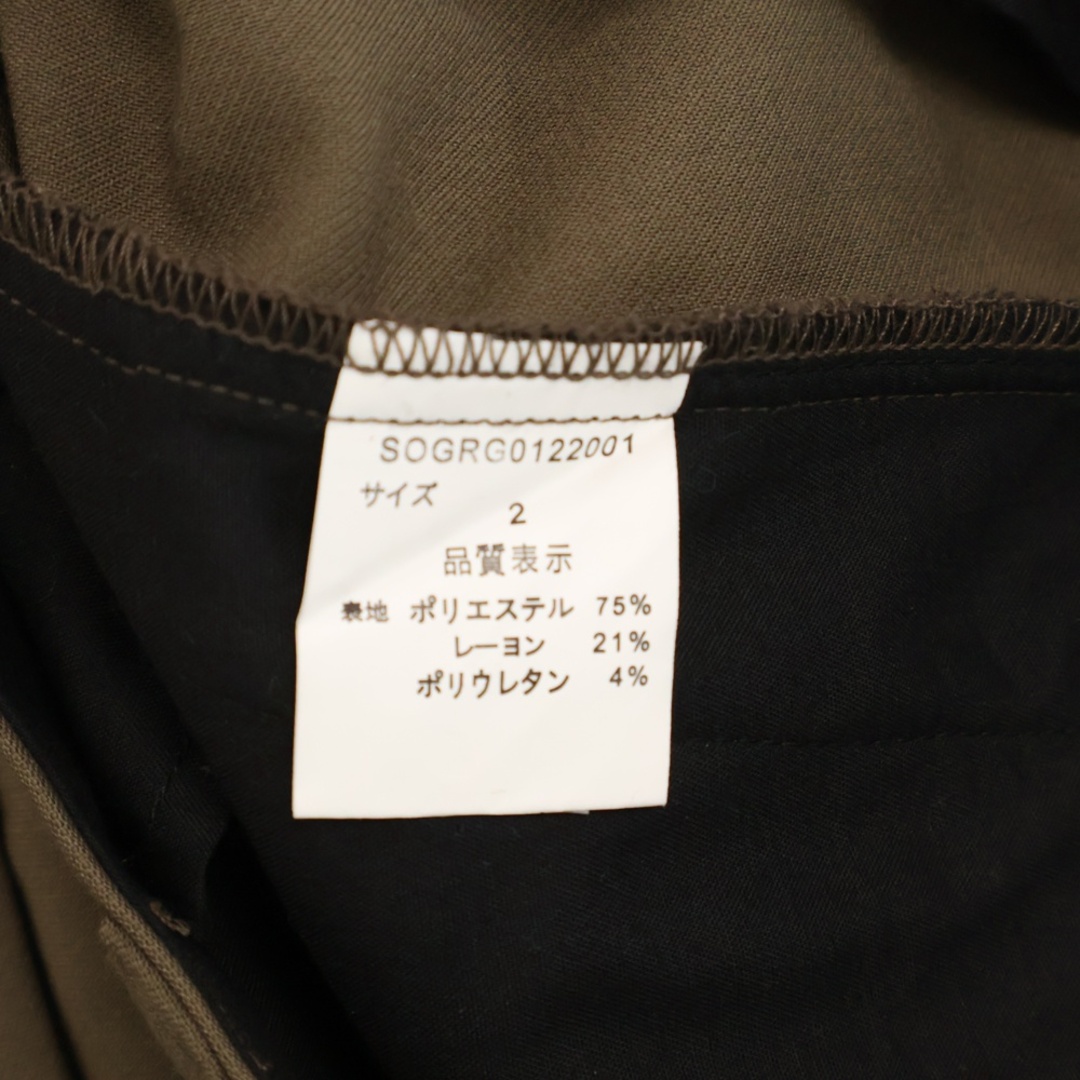 SOGRG0122001
サイズ
2
品質表示
表地 ポリエステル 75%
レーヨン 21%
ポリウレタン 4%